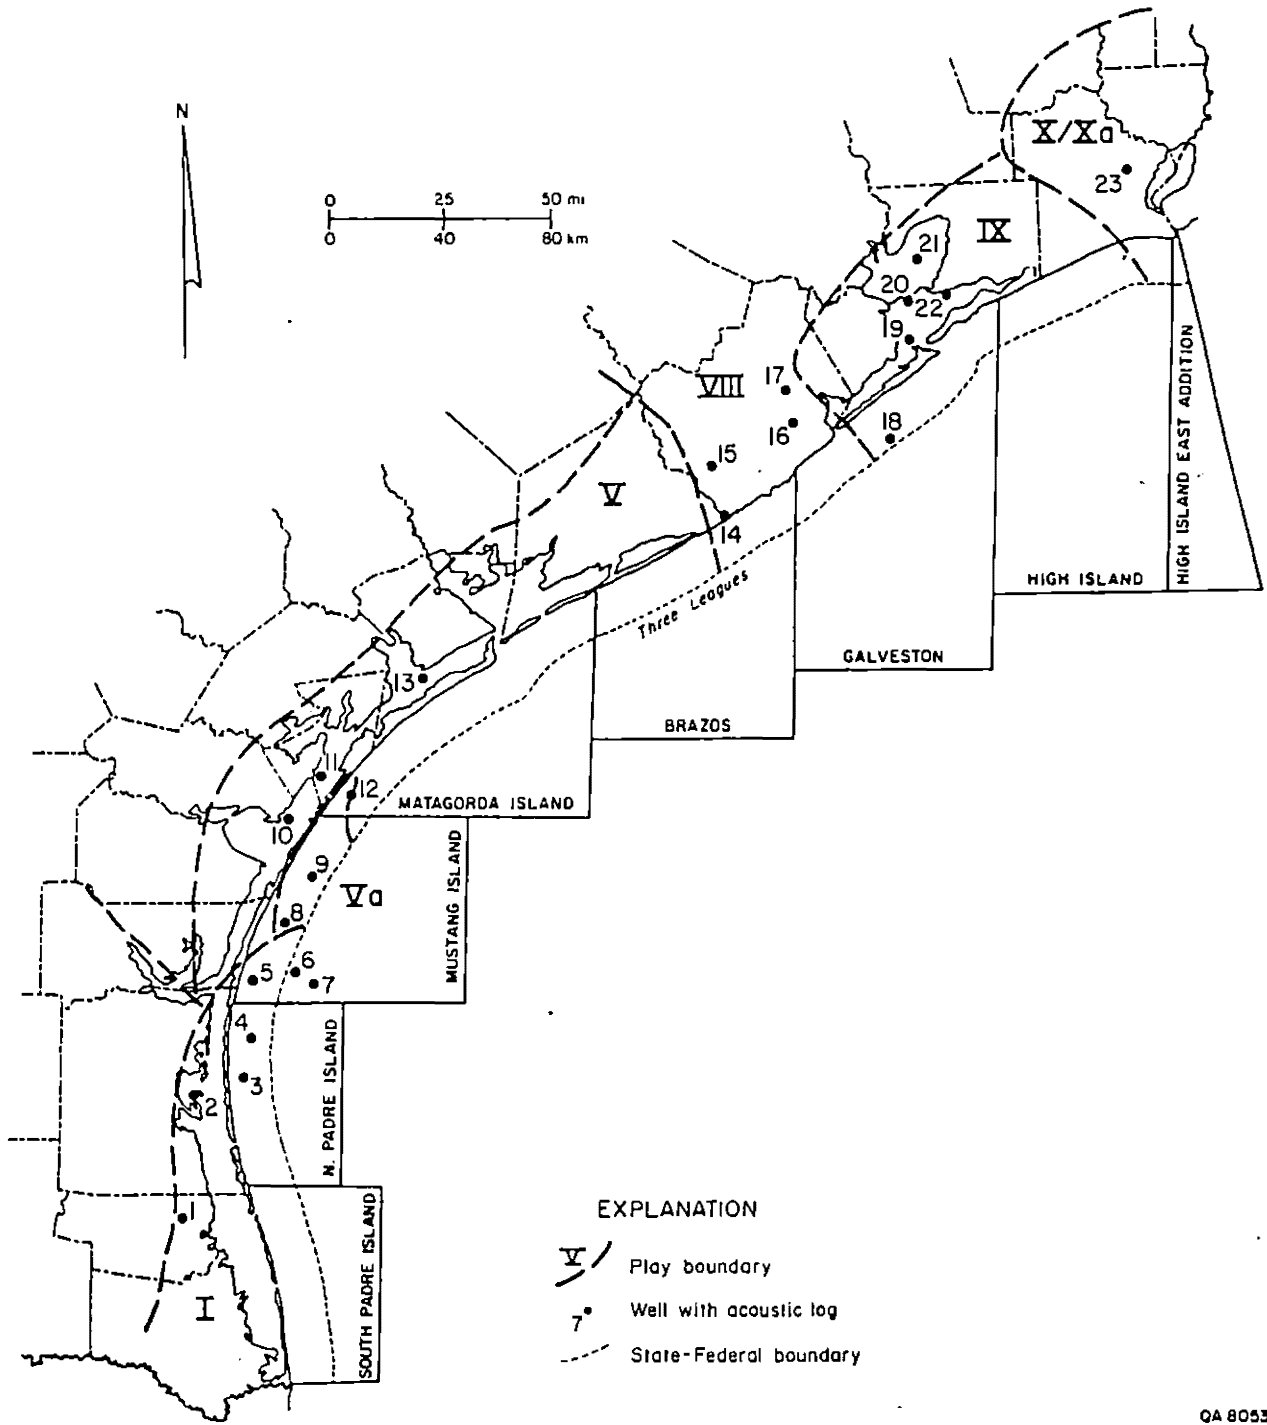 N
0 25 50 mi
0 40 80 km
X/Xa
23
IX
21
20
22
19
VIII
17
16
18
15
V
14
Three Leagues
HIGH ISLAND EAST ADDITION
HIGH ISLAND
GALVESTON
BRAZOS
13
11
12
MATAGORDA ISLAND
10
9
Va
8
MUSTANG ISLAND
6
5
7
4
3
2
N. PADRE ISLAND
1
I
SOUTH PADRE ISLAND
EXPLANATION
V Play boundary
7 Well with acoustic log
State-Federal boundary
QA 8053